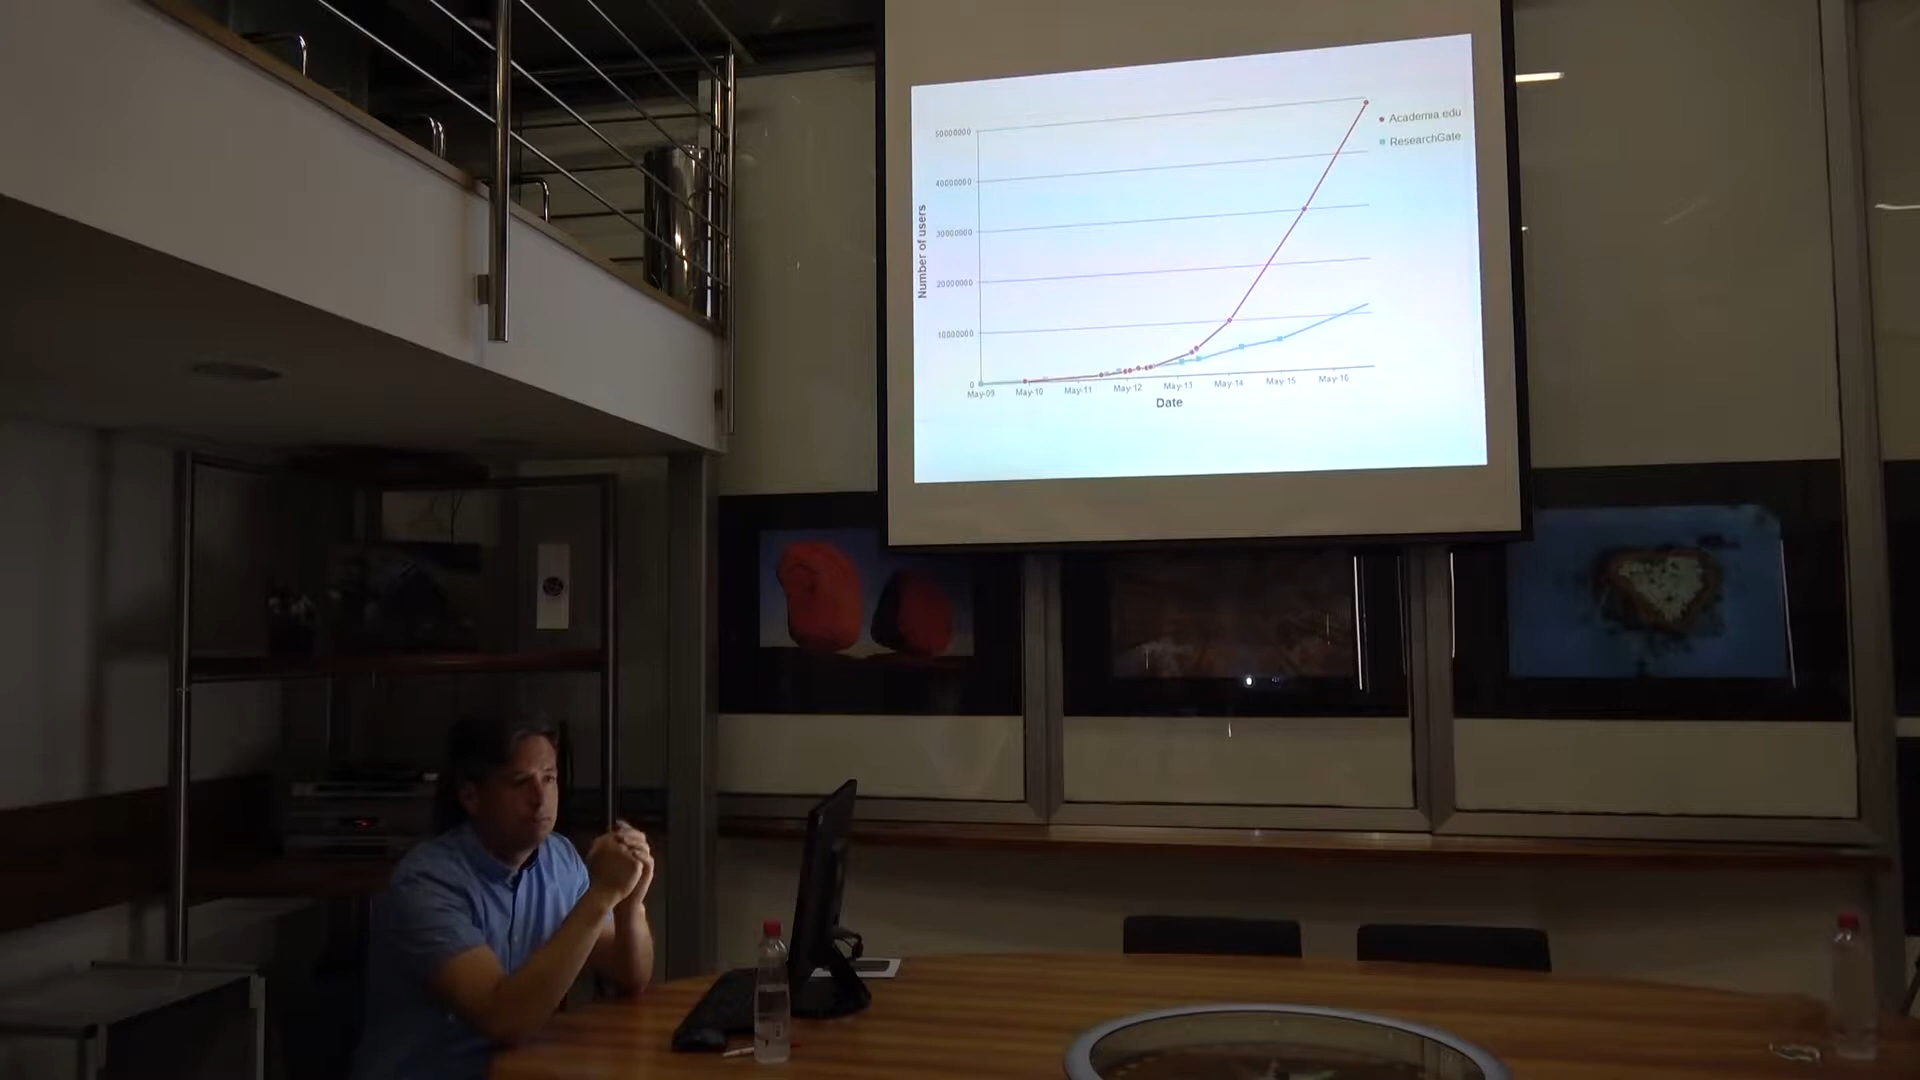 Academia.edu
ResearchGate
50000000
40000000
30000000
20000000
10000000
0
Number of users
May-09 May-10 May-11 May-12 May-13 May-14 May-15 May-16
Date